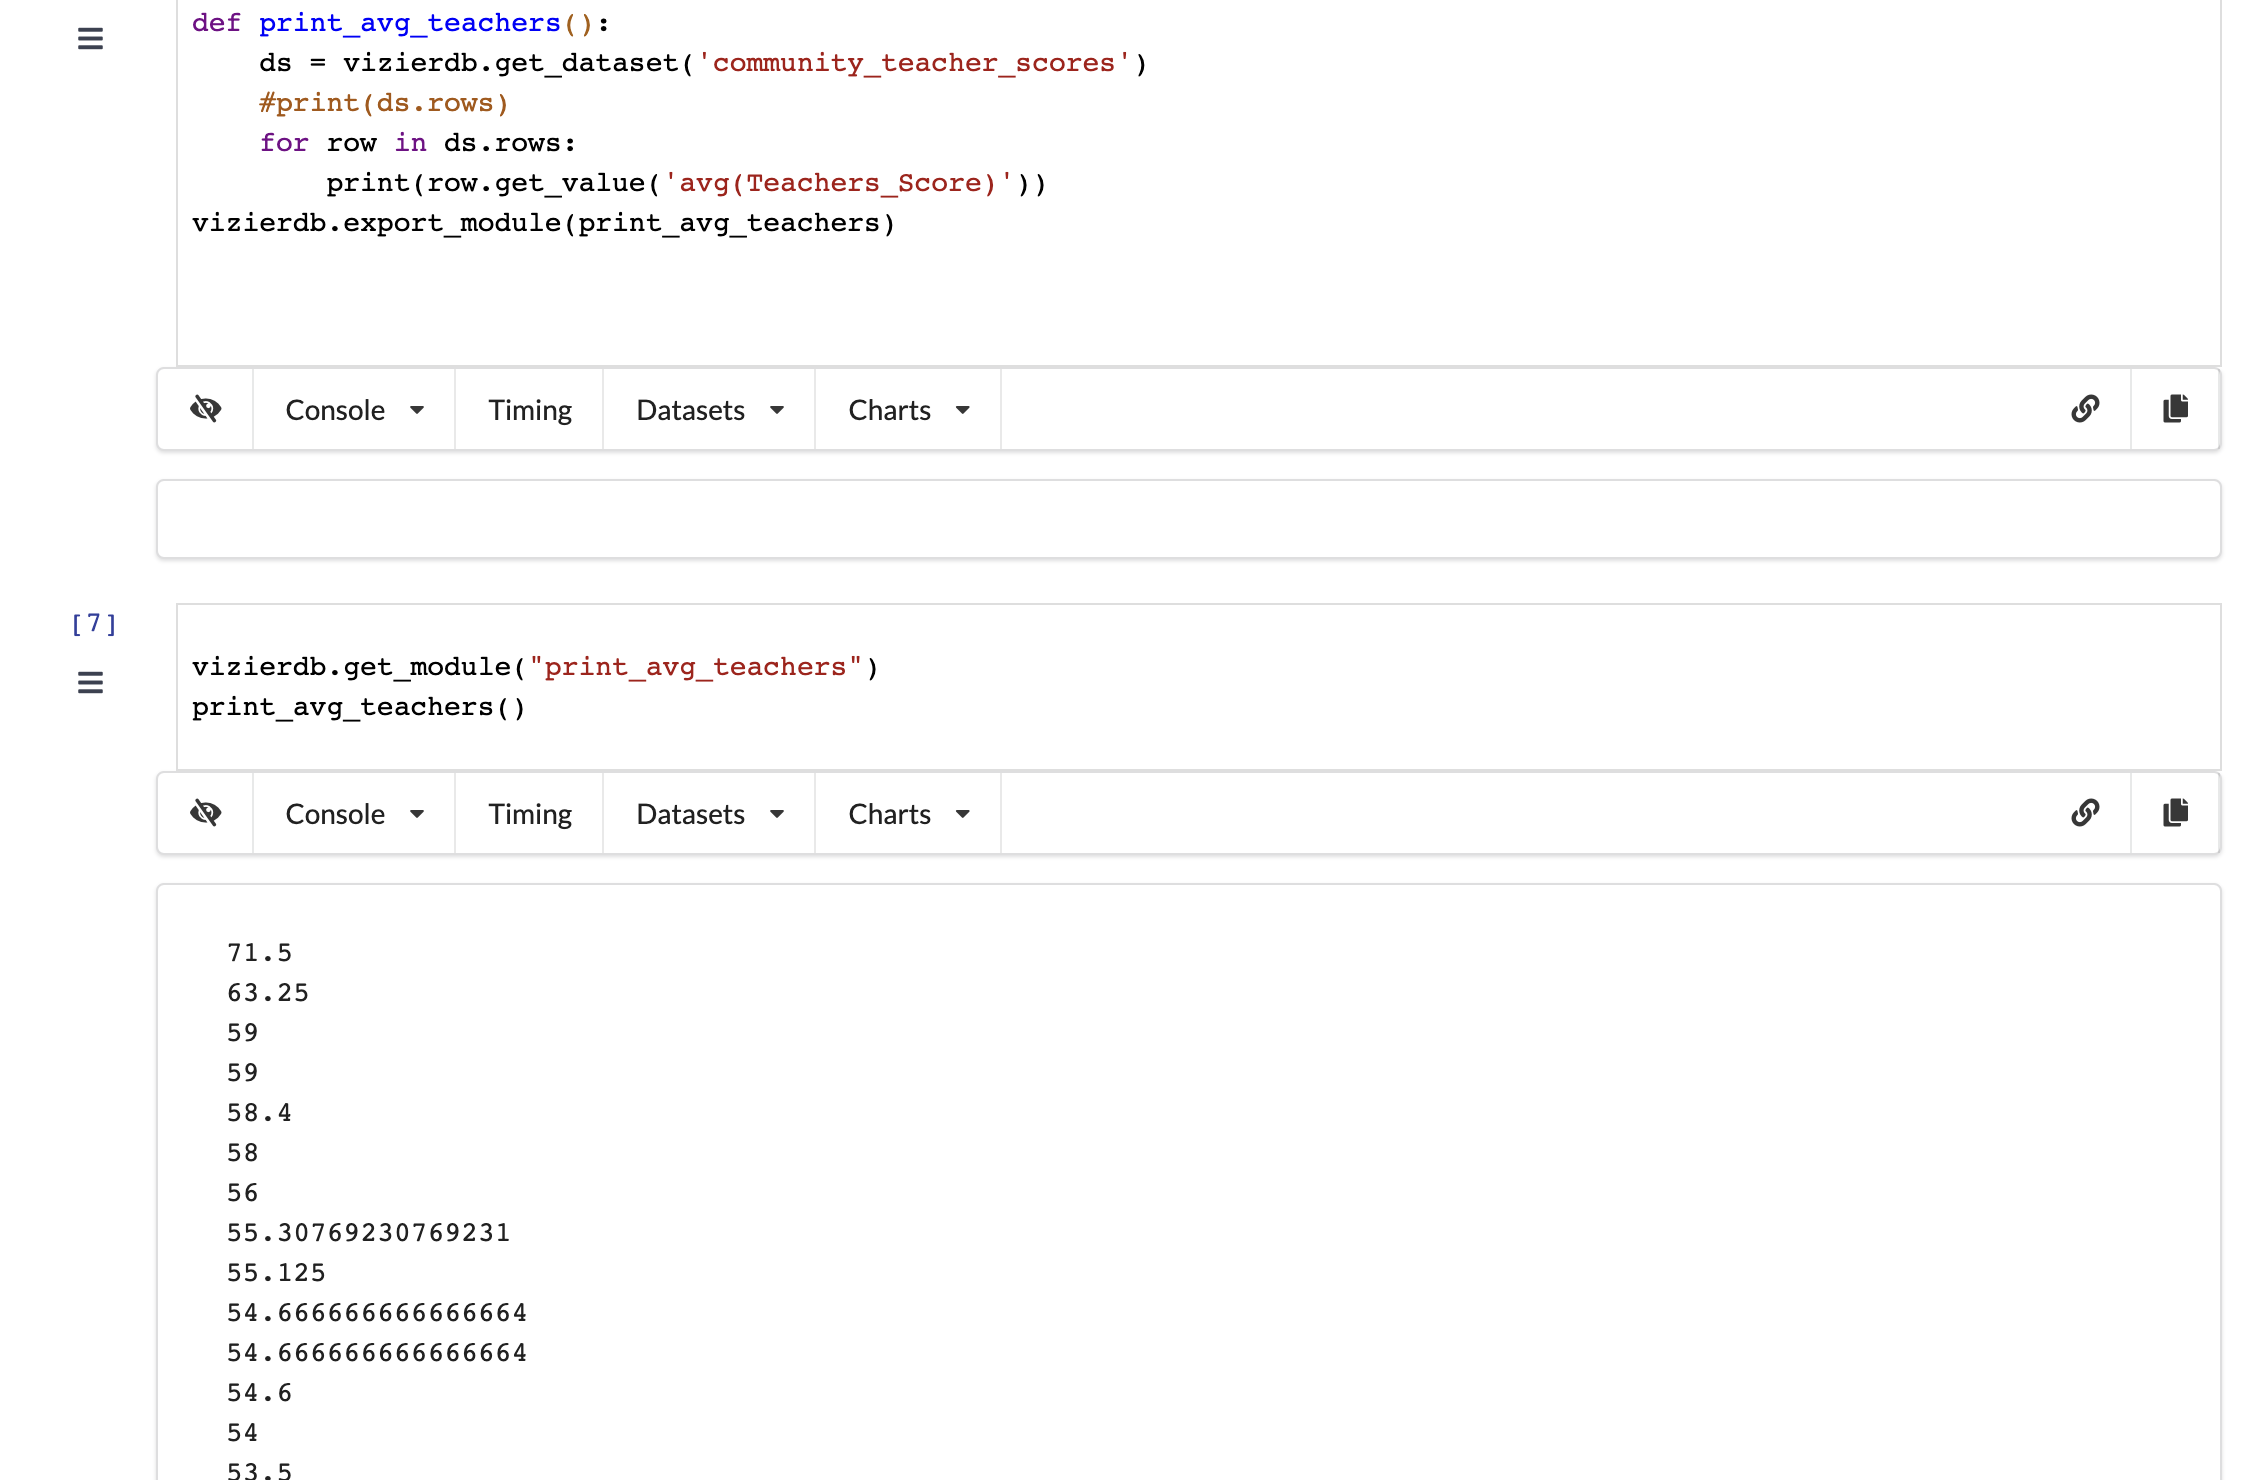 def print_avg_teachers():
    ds = vizierdb.get_dataset('community_teacher_scores')
    #print(ds.rows)
    for row in ds.rows:
        print(row.get_value('avg(Teachers_Score)'))
vizierdb.export_module(print_avg_teachers)
Console Timing Datasets Charts
[7]
vizierdb.get_module("print_avg_teachers")
print_avg_teachers()
Console Timing Datasets Charts
71.5
63.25
59
59
58.4
58
56
55.30769230769231
55.125
54.666666666666664
54.666666666666664
54.6
54
53.5